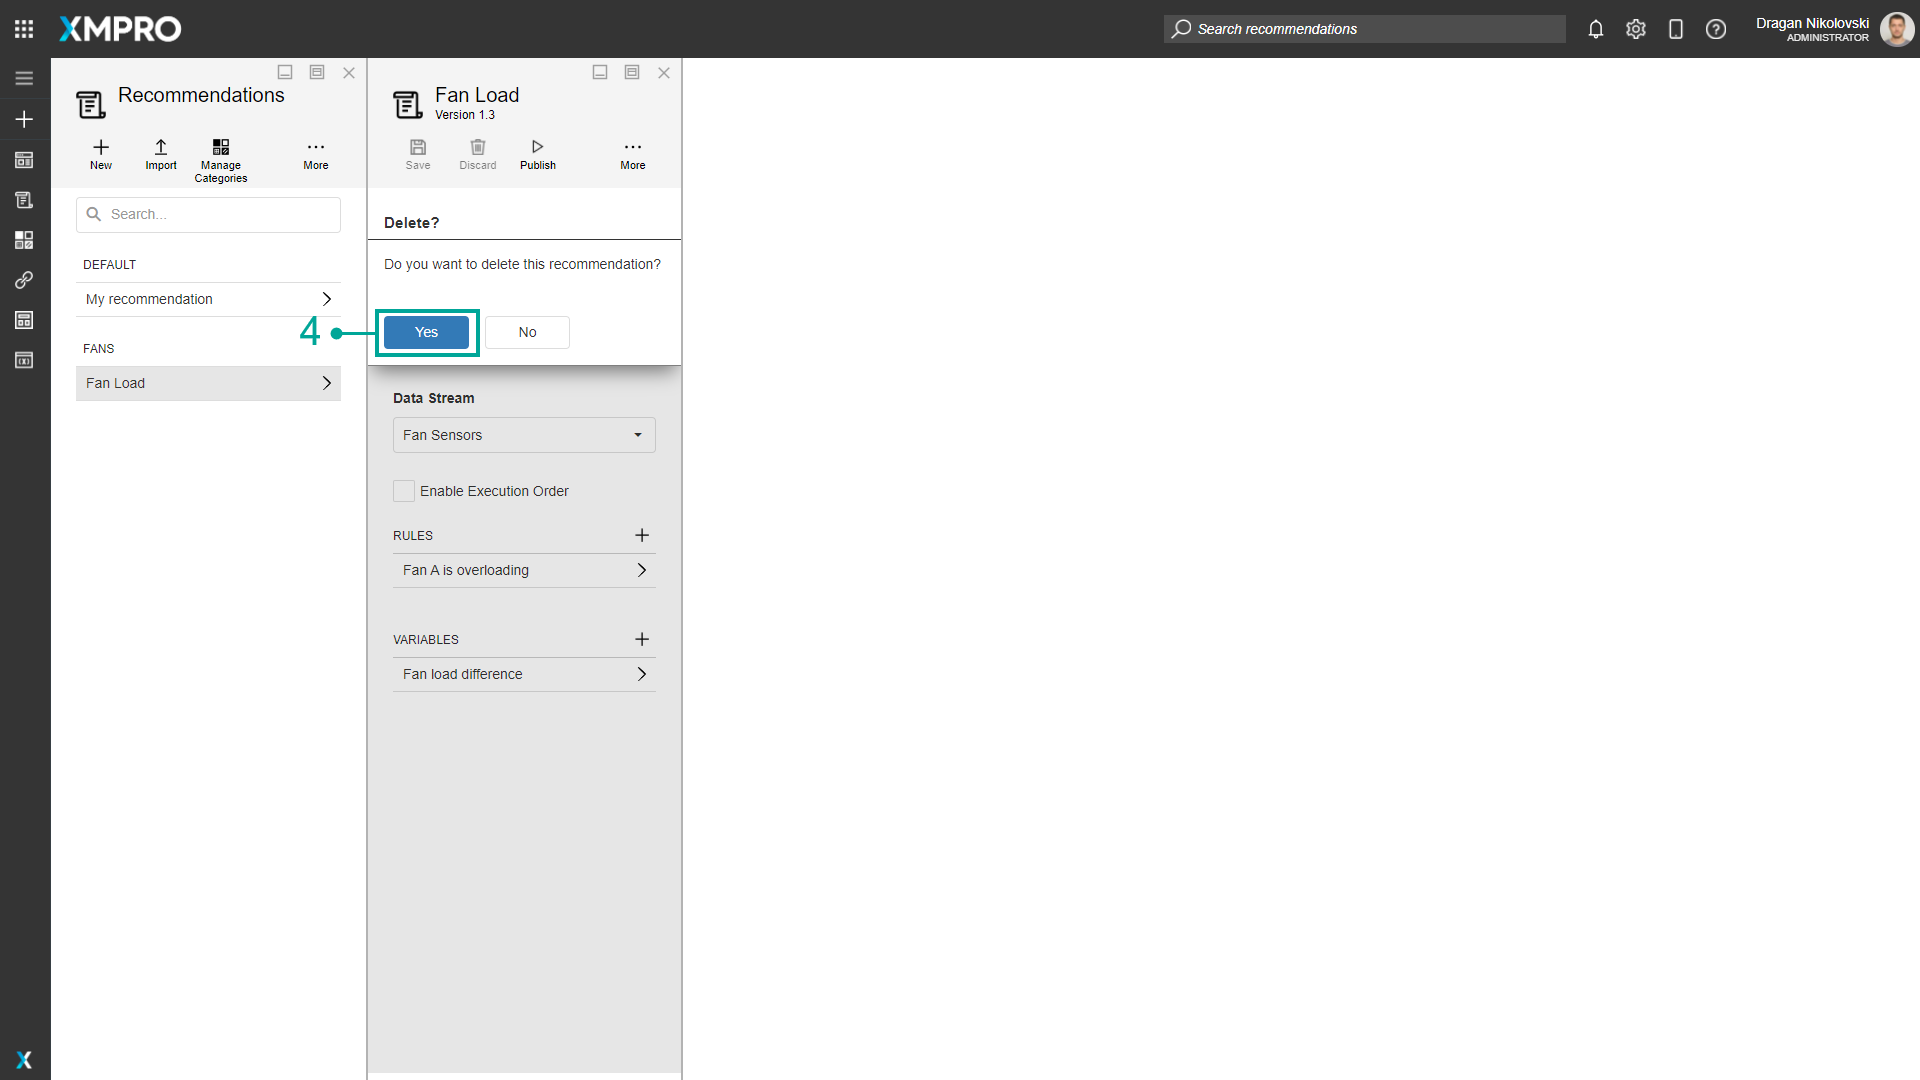 XMPRO
Search recommendations
Dragan Nikolovski
ADMINISTRATOR
Recommendations
New
Import
Manage
Categories
More
Search...
DEFAULT
My recommendation
FANS
Fan Load
Fan Load
Version 1.3
Save
Discard
Publish
More
Delete?
Do you want to delete this recommendation?
4
Yes
No
Data Stream
Fan Sensors
Enable Execution Order
RULES
Fan A is overloading
VARIABLES
Fan load difference